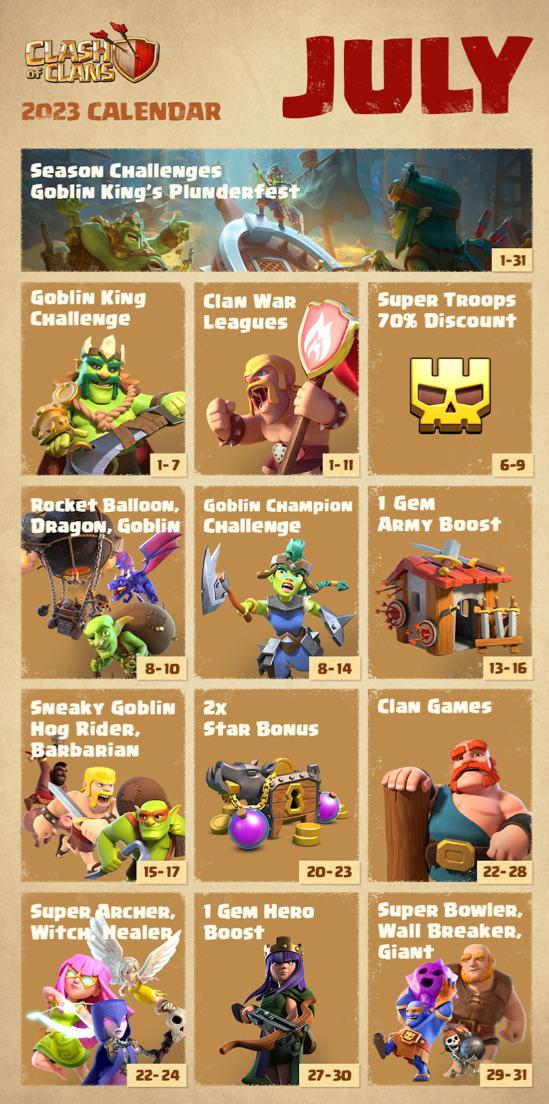 CLASH
OF CLANS
JULY
2023 CALENDAR
Season Challenges
Goblin King's Plunderfest
1-31
Goblin King
Challenge
1-7
Clan War
Leagues
1-11
Super Troops
70% Discount
6-9
Rocket Balloon,
Dragon, Goblin
8-10
Goblin Champion
Challenge
8-14
1 Gem
Army Boost
13-16
Sneaky Goblin
Hog Rider,
Barbarian
15-17
2x
Star Bonus
20-23
Clan Games
22-28
Super Archer,
Witch, Healer
22-24
1 Gem Hero
Boost
27-30
Super Bowler,
Wall Breaker,
Giant
29-31